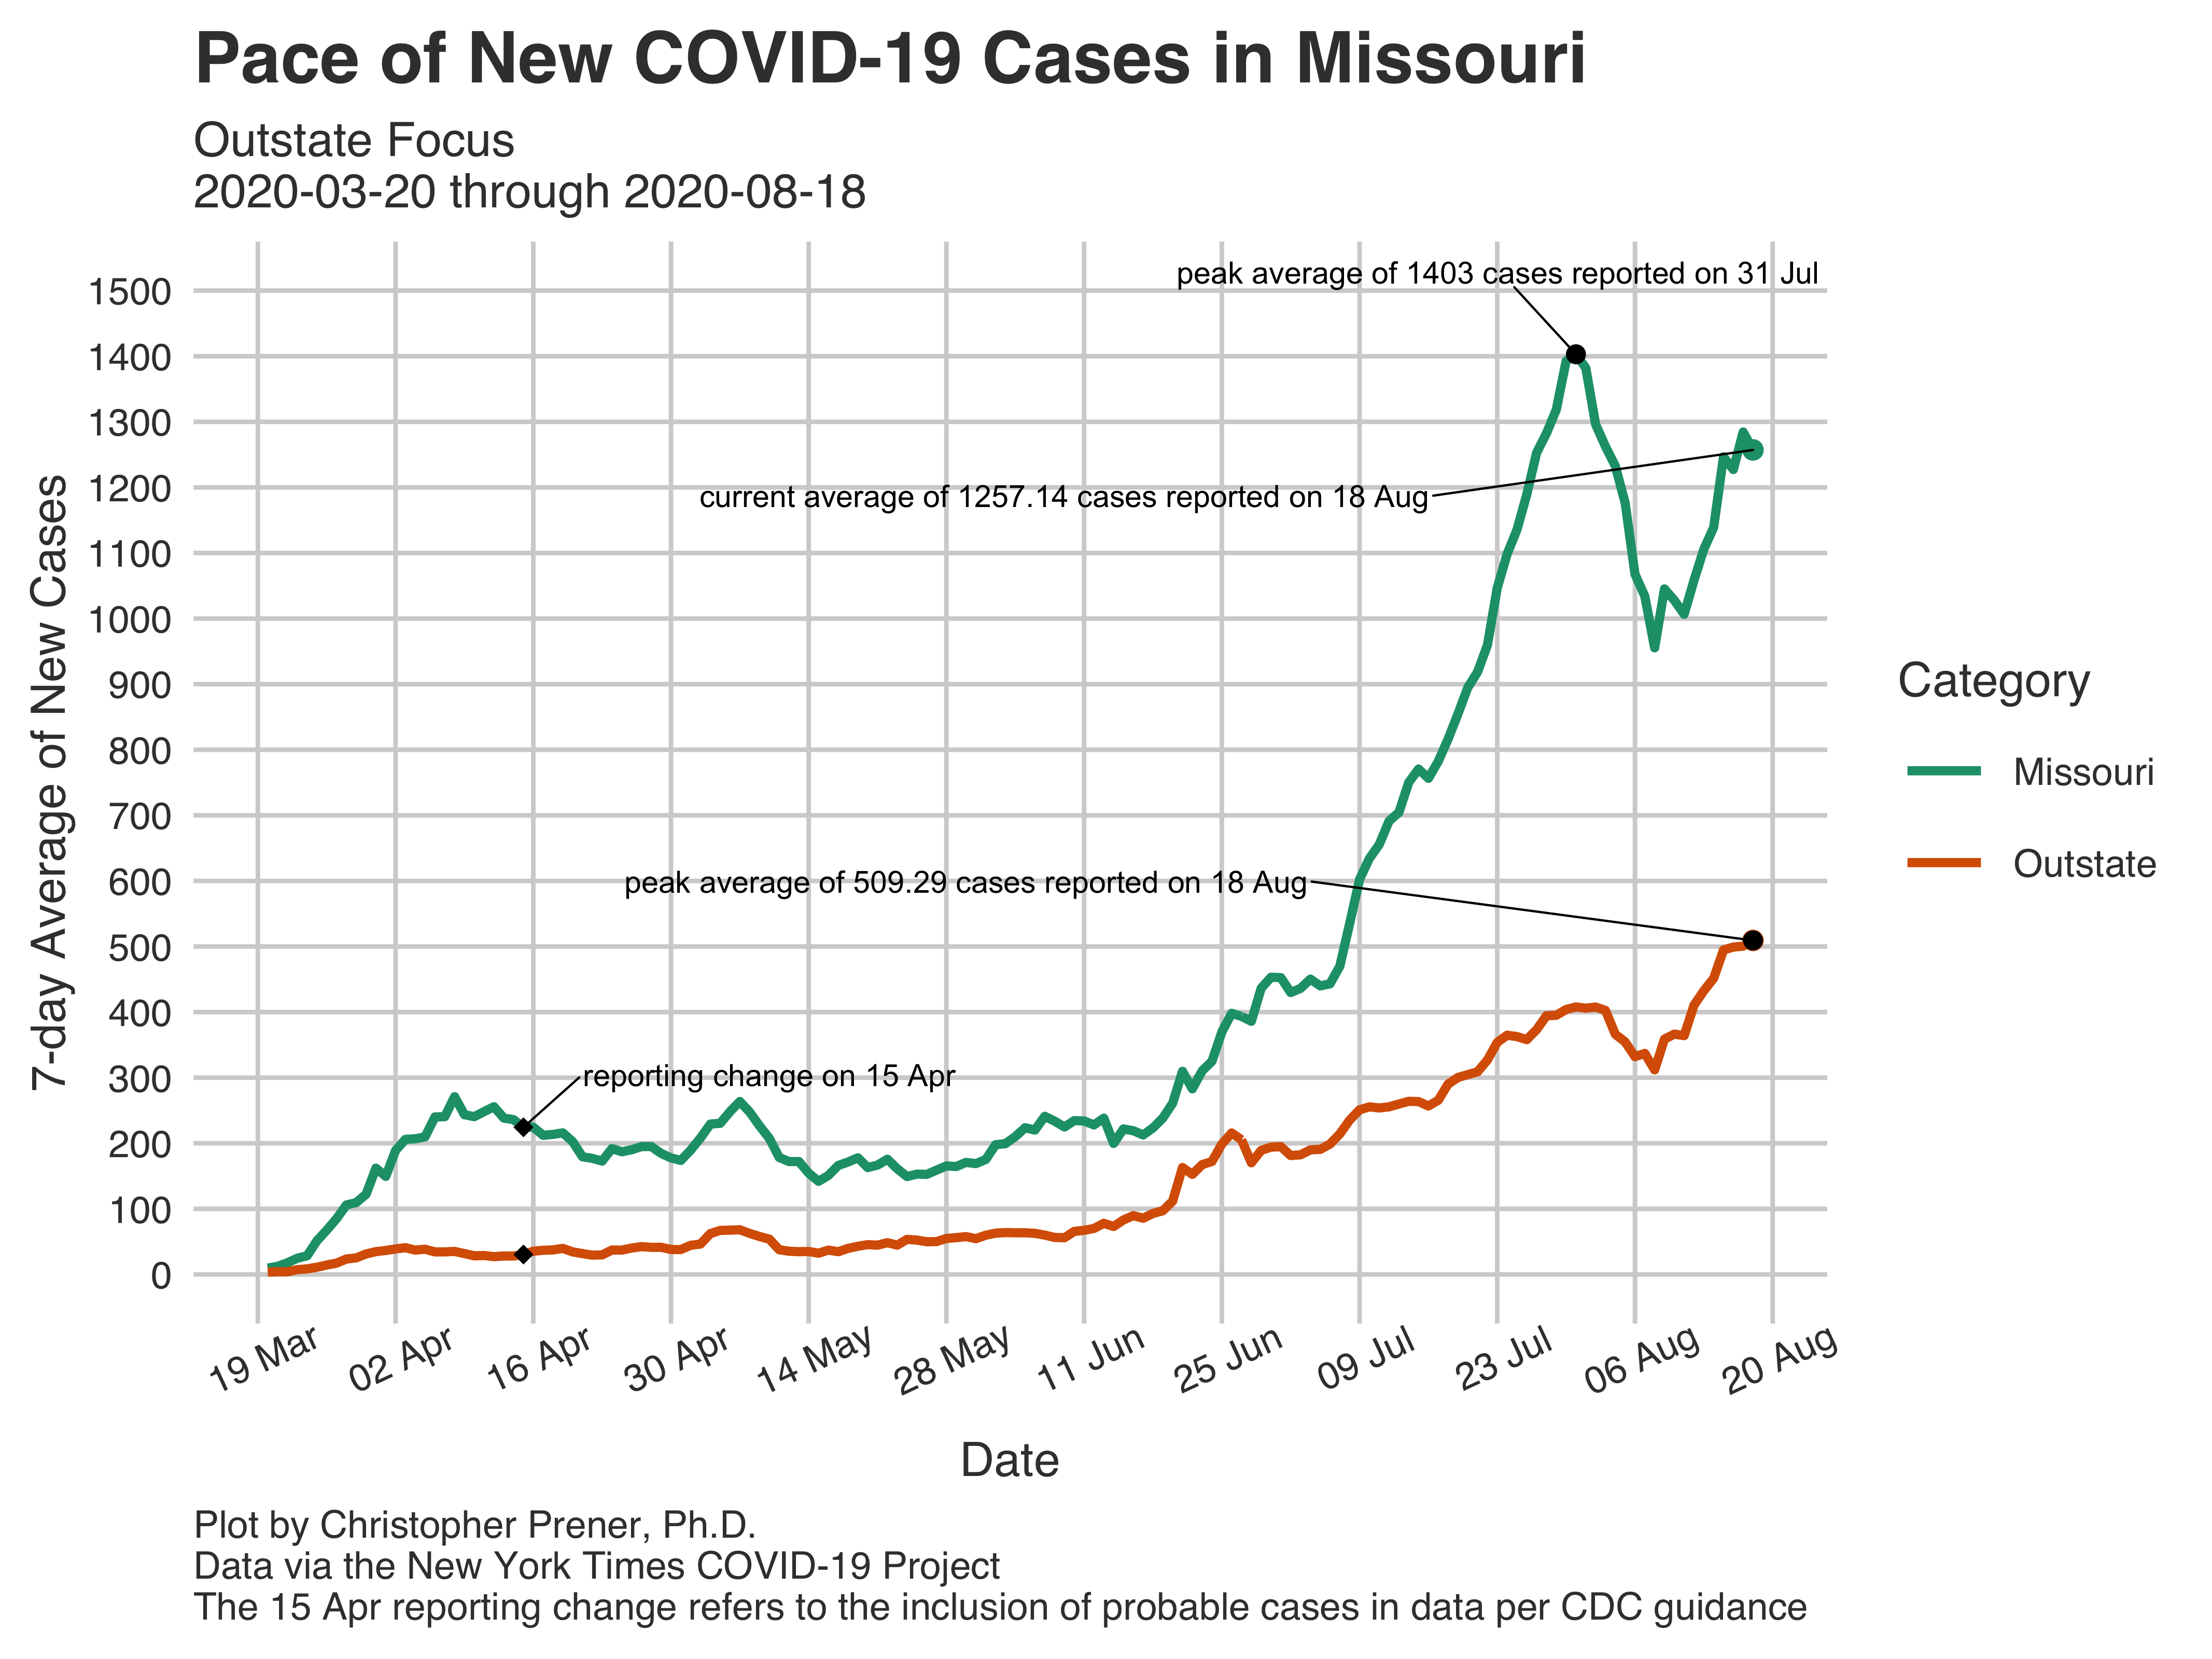 Pace of New COVID-19 Cases in Missouri
Outstate Focus
2020-03-20 through 2020-08-18
peak average of 1403 cases reported on 31 Jul
current average of 1257.14 cases reported on 18 Aug
peak average of 509.29 cases reported on 18 Aug
reporting change on 15 Apr
7-day Average of New Cases
1500
1400
1300
1200
1100
1000
900
800
700
600
500
400
300
200
100
0
19 Mar
02 Apr
16 Apr
30 Apr
14 May
28 May
11 Jun
25 Jun
09 Jul
23 Jul
06 Aug
20 Aug
Date
Category
Missouri
Outstate
Plot by Christopher Prener, Ph.D.
Data via the New York Times COVID-19 Project
The 15 Apr reporting change refers to the inclusion of probable cases in data per CDC guidance